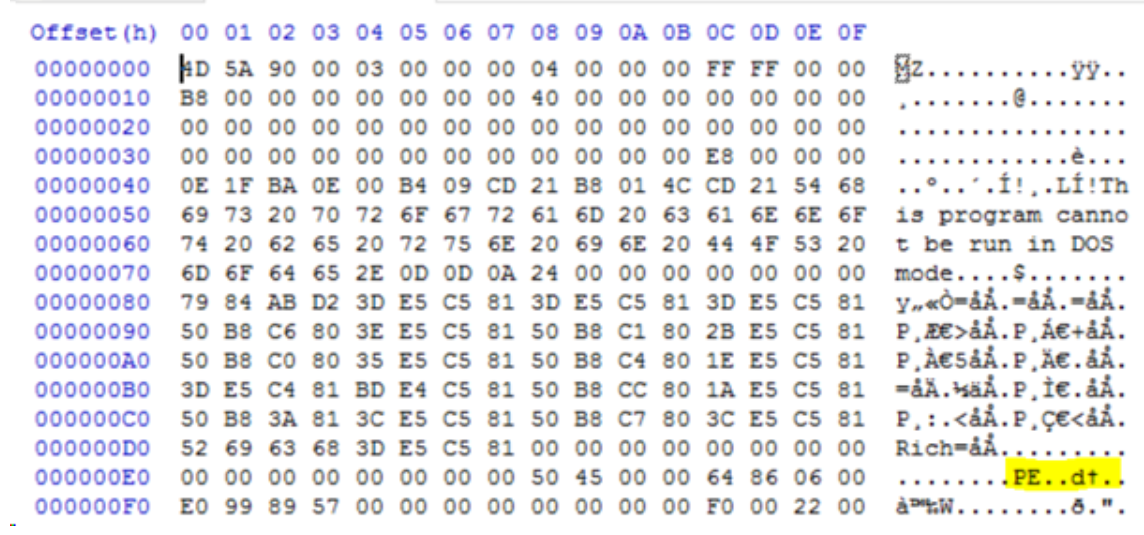 Offset(h) 00 01 02 03 04 05 06 07 08 09 0A 0B 0C 0D 0E 0F
00000000 4D 5A 90 00 03 00 00 00 04 00 00 00 FF FF 00 00 MZ..........ÿÿ..
00000010 B8 00 00 00 00 00 00 00 40 00 00 00 00 00 00 00 ¸.......@.......
00000020 00 00 00 00 00 00 00 00 00 00 00 00 00 00 00 00 ................
00000030 00 00 00 00 00 00 00 00 00 00 00 00 E8 00 00 00 ............è...
00000040 0E 1F BA 0E 00 B4 09 CD 21 B8 01 4C CD 21 54 68 ..º..´.Í!¸.LÍ!Th
00000050 69 73 20 70 72 6F 67 72 61 6D 20 63 61 6E 6E 6F is program canno
00000060 74 20 62 65 20 72 75 6E 20 69 6E 20 44 4F 53 20 t be run in DOS
00000070 6D 6F 64 65 2E 0D 0D 0A 24 00 00 00 00 00 00 00 mode....$.......
00000080 79 84 AB D2 3D E5 C5 81 3D E5 C5 81 3D E5 C5 81 y„«Ò=åÅ.=åÅ.=åÅ.
00000090 50 B8 C6 80 3E E5 C5 81 50 B8 C1 80 2B E5 C5 81 P¸Æ€>åÅ.P¸Á€+åÅ.
000000A0 50 B8 C0 80 35 E5 C5 81 50 B8 C4 80 1E E5 C5 81 P¸À€5åÅ.P¸Ä€.åÅ.
000000B0 3D E5 C4 81 BD E4 C5 81 50 B8 CC 80 1A E5 C5 81 =åÄ.½äÅ.P¸Ì€.åÅ.
000000C0 50 B8 3A 81 3C E5 C5 81 50 B8 C7 80 3C E5 C5 81 P¸:.<åÅ.P¸Ç€<åÅ.
000000D0 52 69 63 68 3D E5 C5 81 00 00 00 00 00 00 00 00 Rich=åÅ.........
000000E0 00 00 00 00 00 00 00 00 50 45 00 00 64 86 06 00 ........PE..d†..
000000F0 E0 99 89 57 00 00 00 00 00 00 00 00 F0 00 22 00 à™‰W........ð.".